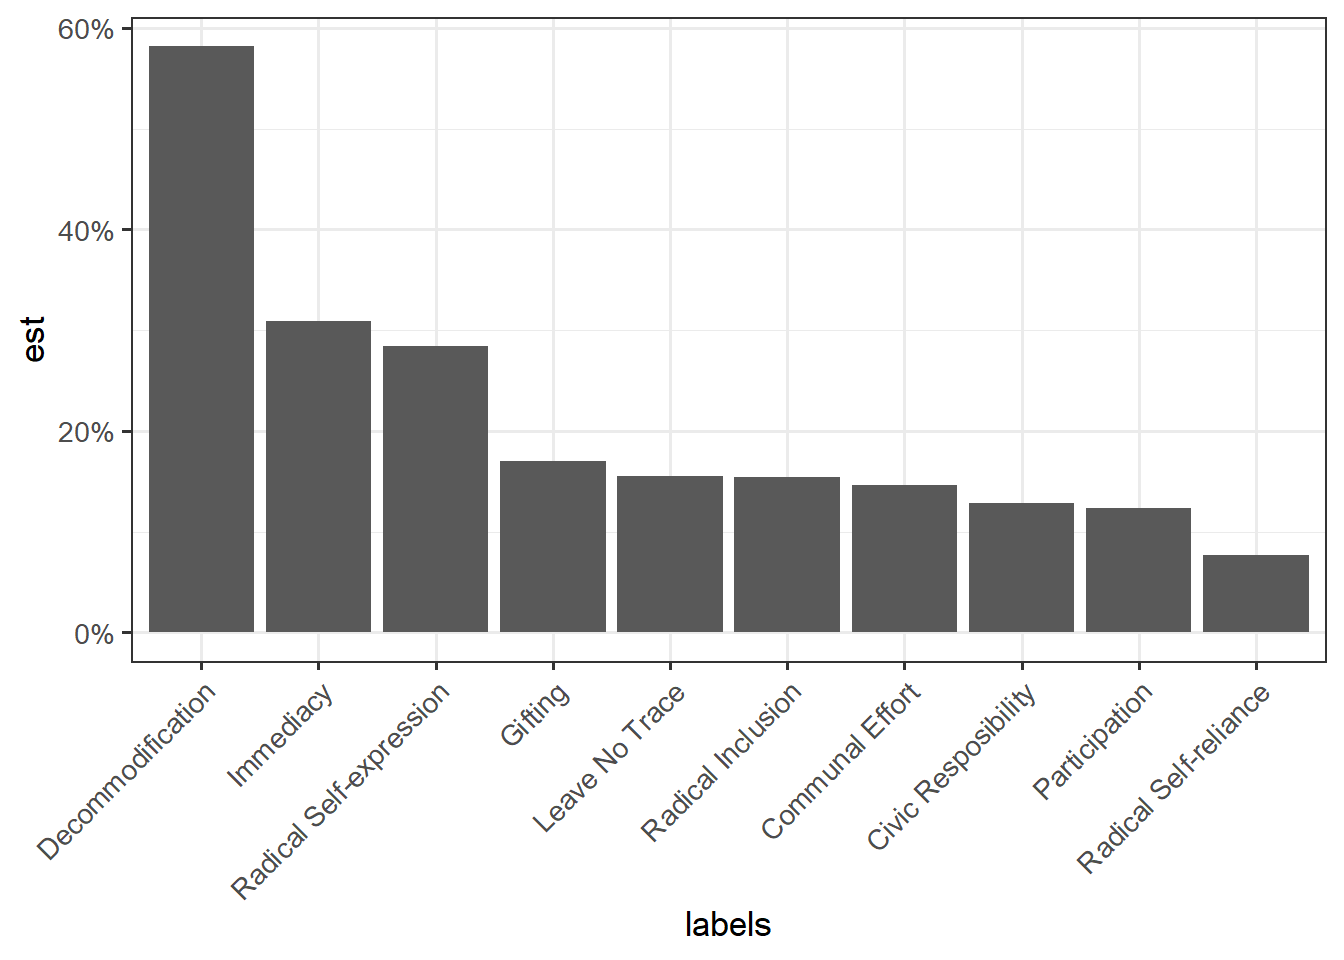 60%
40%
20%
0%
est
Decommodification
Immediacy
Radical Self-expression
Gifting
Leave No Trace
Radical Inclusion
Communal Effort
Civic Resposibility
Participation
Radical Self-reliance
labels